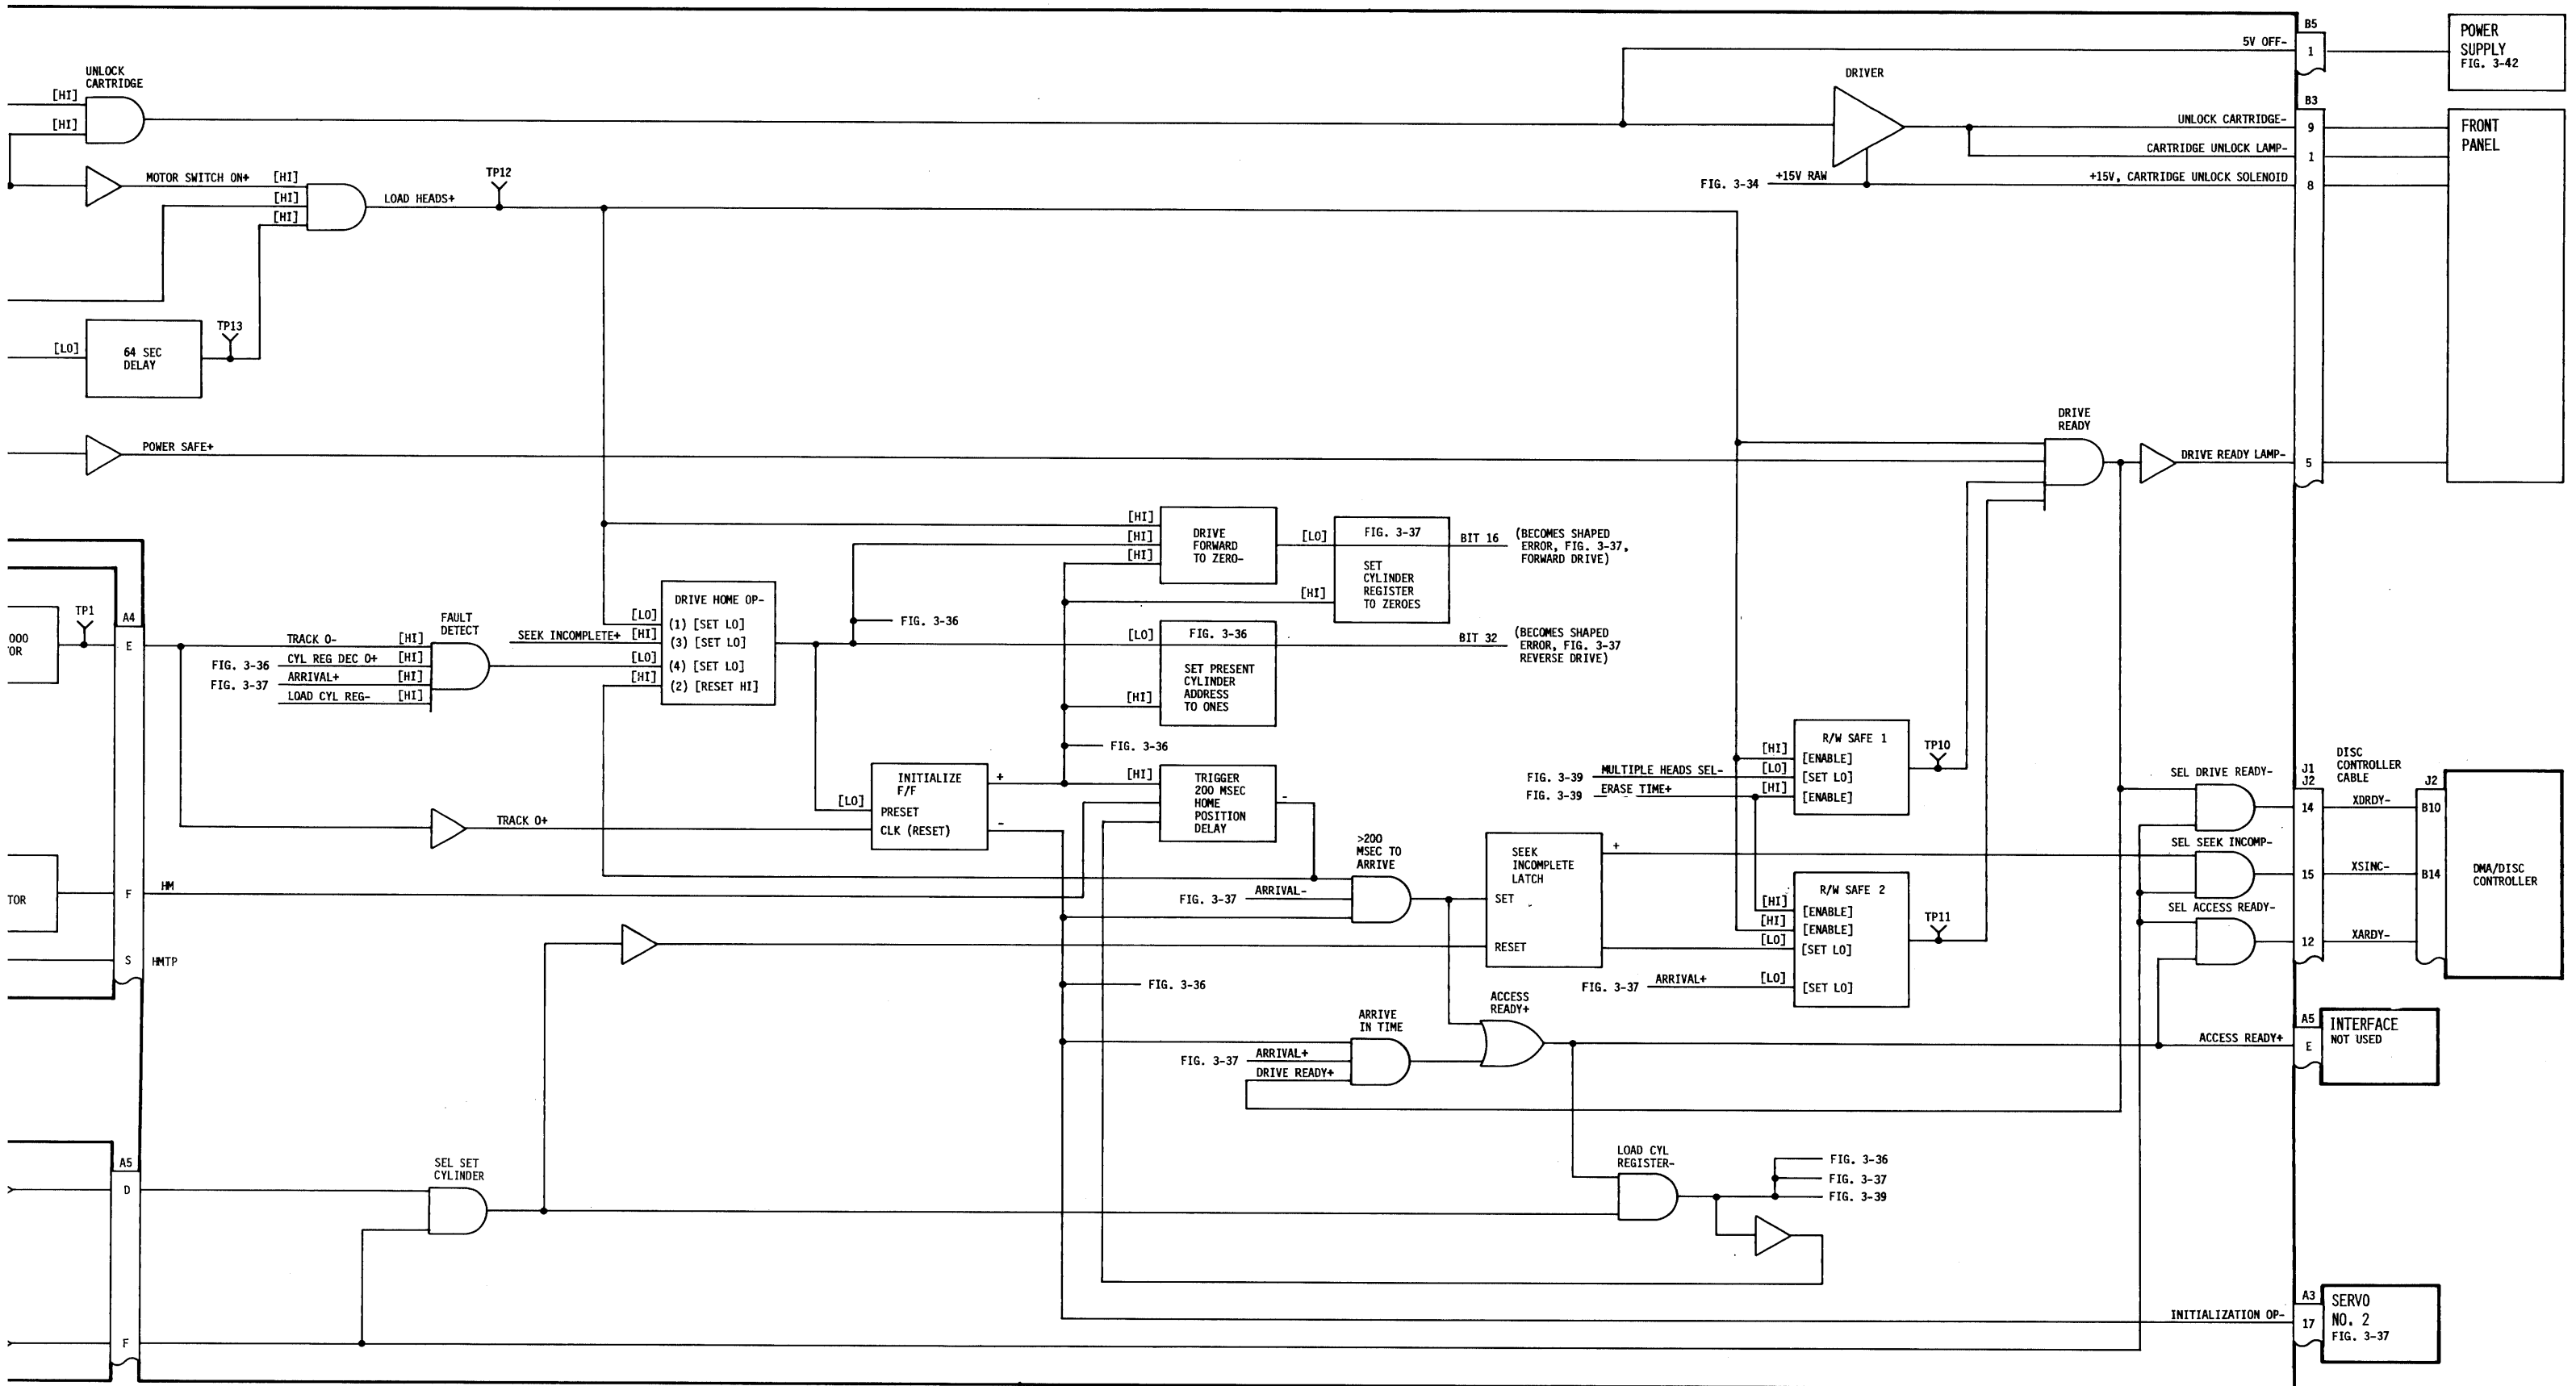 B5
5V OFF-
1
POWER
SUPPLY
FIG. 3-42
UNLOCK
CARTRIDGE
[HI]
[HI]
DRIVER
B3
UNLOCK CARTRIDGE-
9
CARTRIDGE UNLOCK LAMP-
1
FIG. 3-34
+15V RAW
+15V, CARTRIDGE UNLOCK SOLENOID
8
FRONT
PANEL
MOTOR SWITCH ON+
[HI]
[HI]
[HI]
LOAD HEADS+
TP12
[LO]
64 SEC
DELAY
TP13
POWER SAFE+
DRIVE
READY
DRIVE READY LAMP-
5
[HI]
[HI]
[HI]
DRIVE
FORWARD
TO ZERO-
[LO]
FIG. 3-37
SET
CYLINDER
REGISTER
TO ZEROES
[HI]
BIT 16
(BECOMES SHAPED
ERROR, FIG. 3-37,
FORWARD DRIVE)
000
OR
TP1
A4
E
TRACK 0-
[HI]
FIG. 3-36
CYL REG DEC 0+
[HI]
FIG. 3-37
ARRIVAL+
[HI]
LOAD CYL REG-
[HI]
FAULT
DETECT
SEEK INCOMPLETE+
DRIVE HOME OP-
[LO]
(1) [SET LO]
[HI]
(3) [SET LO]
[LO]
(4) [SET LO]
[HI]
(2) [RESET HI]
FIG. 3-36
[LO]
FIG. 3-36
SET PRESENT
CYLINDER
ADDRESS
TO ONES
[HI]
BIT 32
(BECOMES SHAPED
ERROR, FIG. 3-37
REVERSE DRIVE)
FIG. 3-36
INITIALIZE
F/F
[LO]
PRESET
CLK (RESET)
+
-
TRACK 0+
[HI]
TRIGGER
200 MSEC
HOME
POSITION
DELAY
-
TOR
F
HM
S
HMTP
>200
MSEC TO
ARRIVE
FIG. 3-37
ARRIVAL-
SEEK
INCOMPLETE
LATCH
SET
RESET
+
R/W SAFE 1
[HI]
[ENABLE]
FIG. 3-39
MULTIPLE HEADS SEL-
[LO]
[SET LO]
FIG. 3-39
ERASE TIME+
[HI]
[ENABLE]
TP10
R/W SAFE 2
[HI]
[ENABLE]
[HI]
[ENABLE]
[LO]
[SET LO]
FIG. 3-37
ARRIVAL+
[LO]
[SET LO]
TP11
DISC
CONTROLLER
CABLE
J1
J2
J2
SEL DRIVE READY-
14
XDRDY-
B10
SEL SEEK INCOMP-
15
XSINC-
B14
SEL ACCESS READY-
12
XARDY-
DMA/DISC
CONTROLLER
FIG. 3-36
ARRIVE
IN TIME
FIG. 3-37
ARRIVAL+
DRIVE READY+
ACCESS
READY+
ACCESS READY+
A5
E
INTERFACE
NOT USED
A5
D
F
SEL SET
CYLINDER
LOAD CYL
REGISTER-
FIG. 3-36
FIG. 3-37
FIG. 3-39
INITIALIZATION OP-
A3
17
SERVO
NO. 2
FIG. 3-37